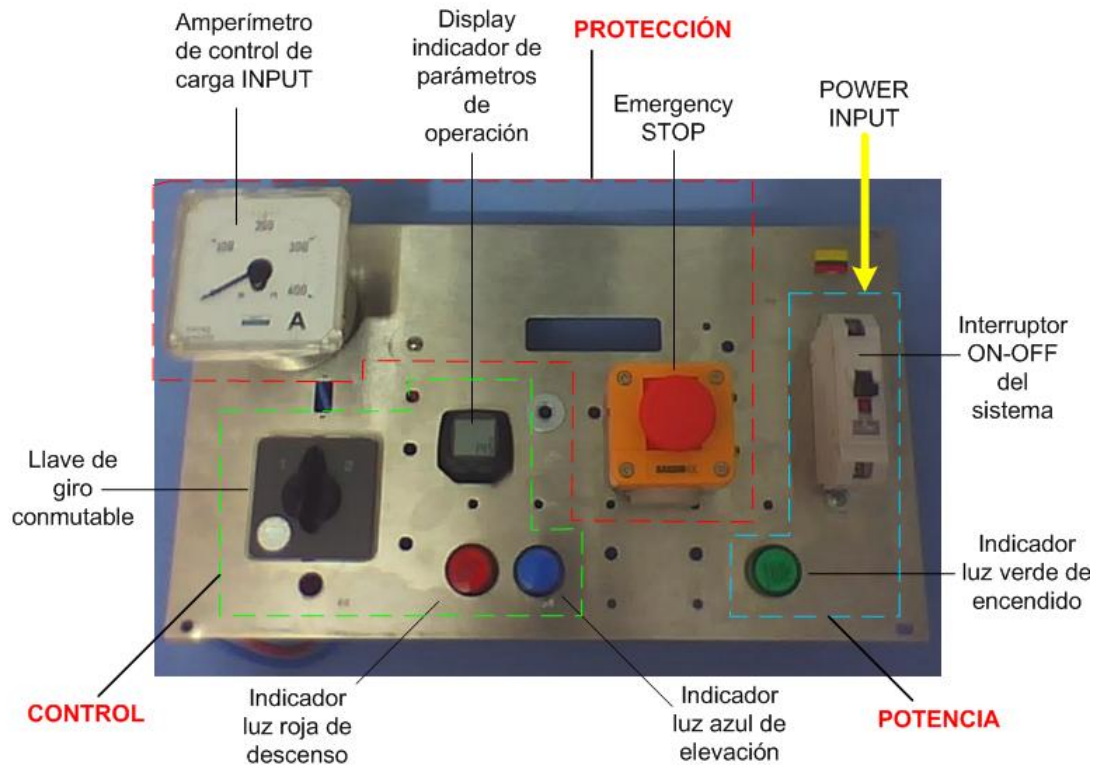 Amperímetro
de control de
carga INPUT
Display
indicador de
parámetros
de
operación
PROTECCIÓN
Emergency
STOP
POWER
INPUT
100
200
300
400
A
1
2
Interruptor
ON-OFF
del
sistema
Llave de
giro
conmutable
Indicador
luz verde de
encendido
CONTROL
Indicador
luz roja de
descenso
Indicador
luz azul de
elevación
POTENCIA